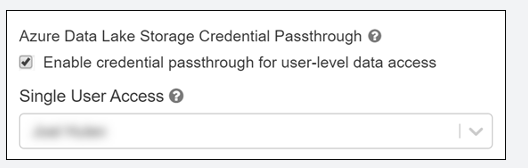 Azure Data Lake Storage Credential Passthrough ?
Enable credential passthrough for user-level data access
Single User Access ?